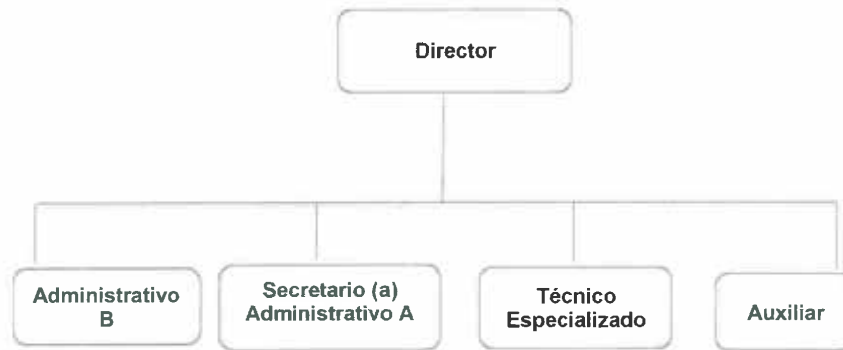 Director
Administrativo
B
Secretario (a)
Administrativo A
Técnico
Especializado
Auxiliar